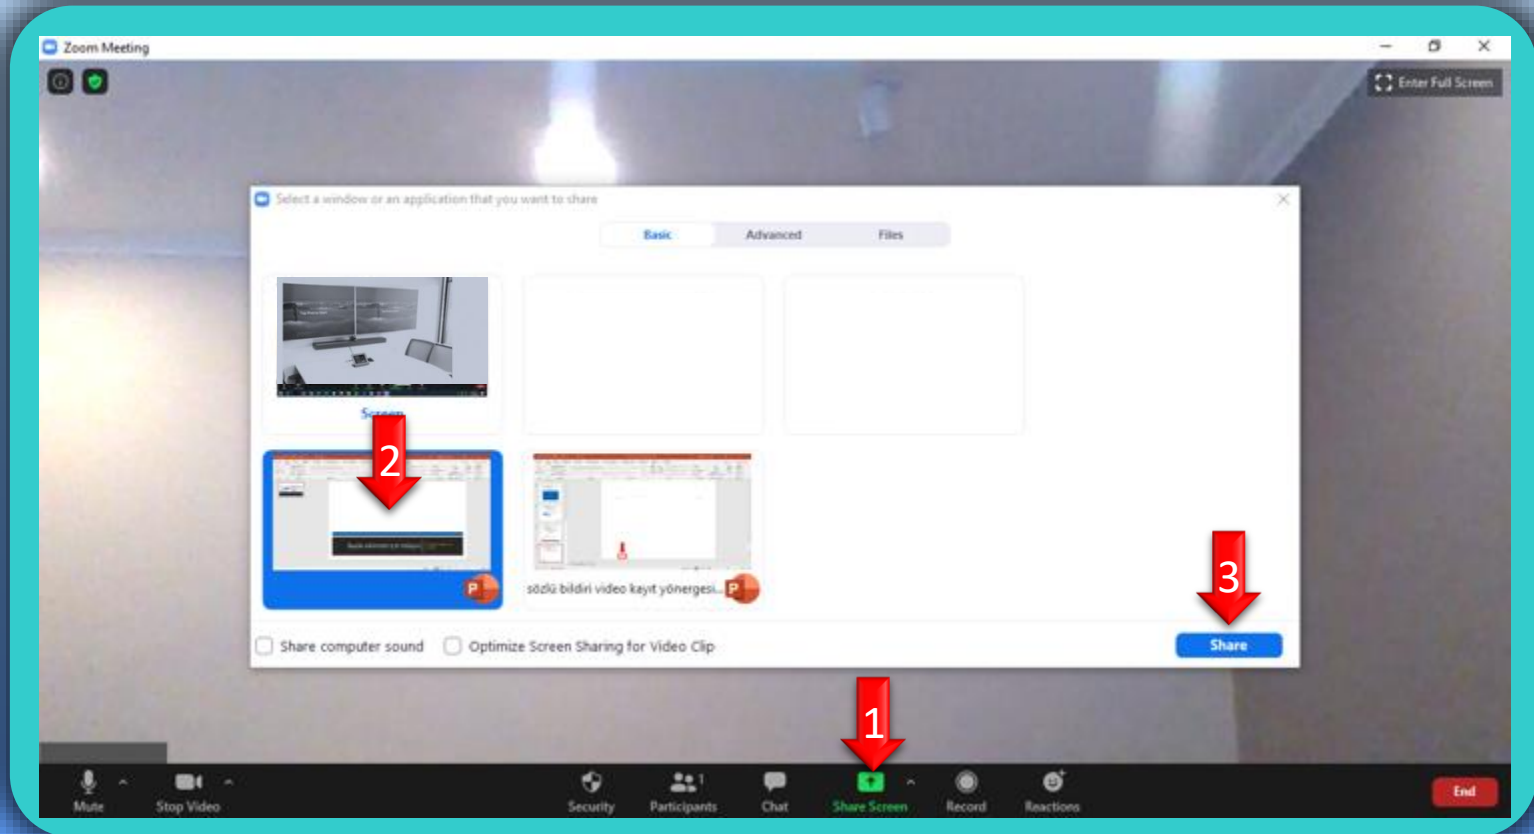 Zoom Meeting
Enter Full Screen
Select a window or an application that you want to share
Basic Advanced Files
Screen
2
sözlü bildiri video kayıt yönergesi...
P
P
3
Share computer sound Optimize Screen Sharing for Video Clip Share
1
1
Mute Stop Video Security Participants Chat Share Screen Record Reactions End